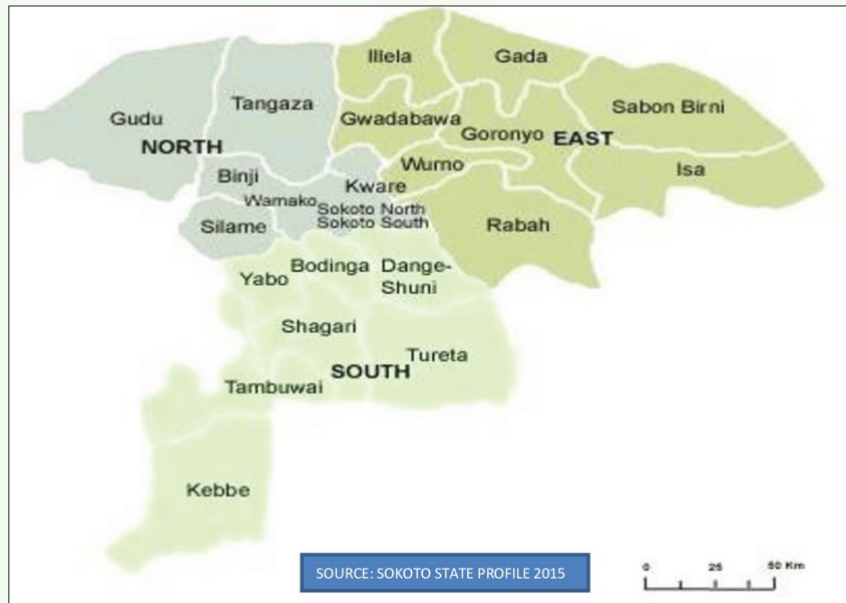 Illela
Gada
Tangaza
Sabon Birni
Gudu
Gwadabawa
NORTH
Goronyo
EAST
Wurno
Isa
Binji
Kware
Wamako
Sokoto North
Silame
Sokoto South
Rabah
Bodinga
Dange-
Shuni
Yabo
Shagari
Tureta
SOUTH
Tambuwai
Kebbe
SOURCE: SOKOTO STATE PROFILE 2015
0 25 50 Km